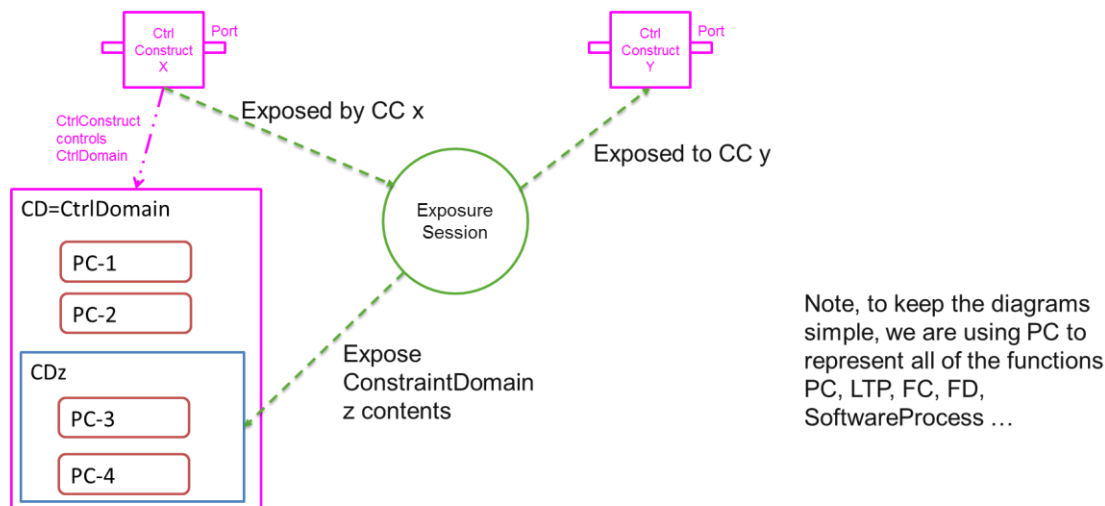 Ctrl
Construct
X
Port
Ctrl
Construct
Y
Port
CtrlConstruct
controls
CtrlDomain
Exposed by CC x
Exposed to CC y
Exposure
Session
CD=CtrlDomain
PC-1
PC-2
CDz
PC-3
PC-4
Expose
ConstraintDomain
z contents
Note, to keep the diagrams
simple, we are using PC to
represent all of the functions
PC, LTP, FC, FD,
SoftwareProcess …